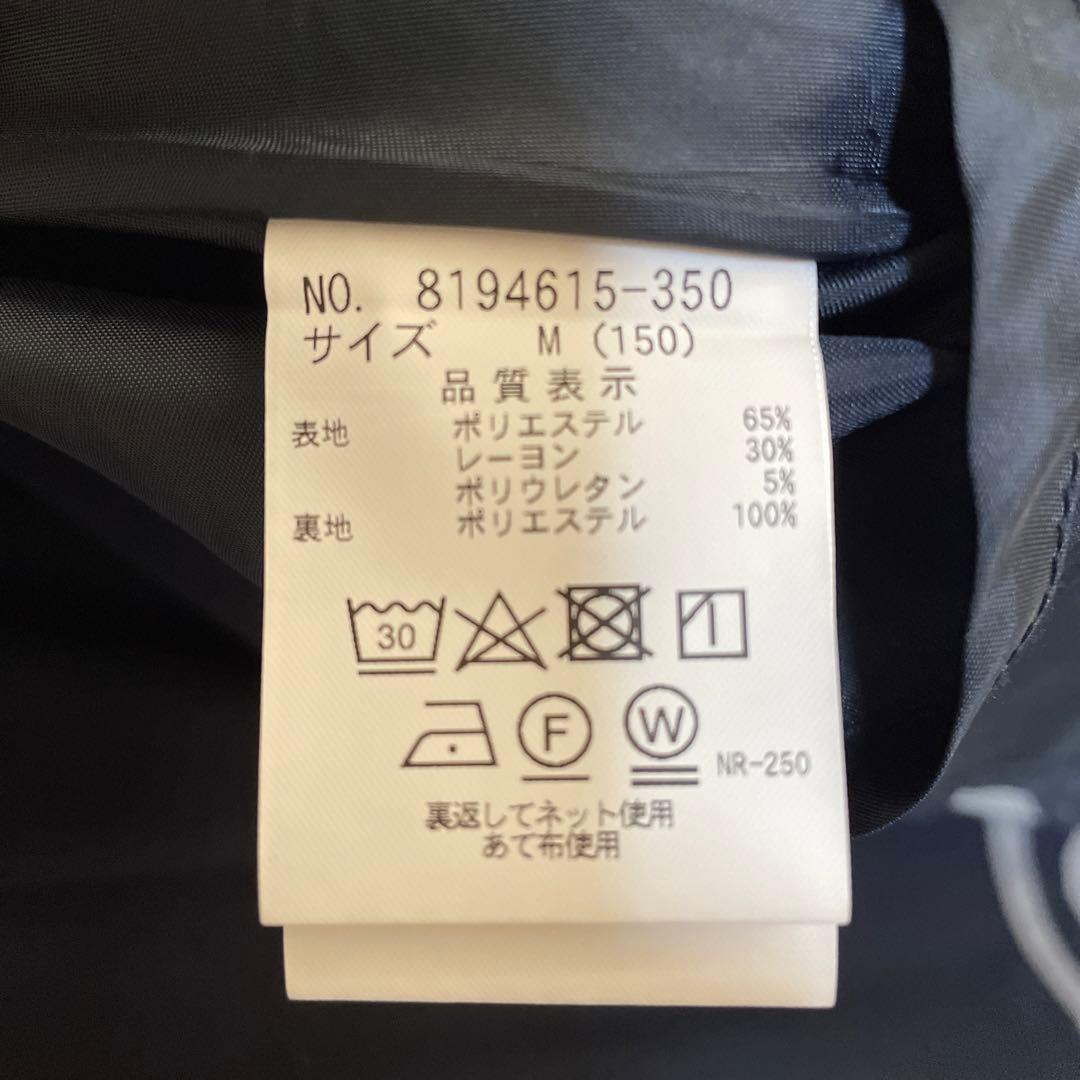 NO. 8194615-350
サイズ M (150)
品質表示
表地 ポリエステル 65%
レーヨン 30%
ポリウレタン 5%
裏地 ポリエステル 100%
30
F W NR-250
裏返してネット使用
あて布使用